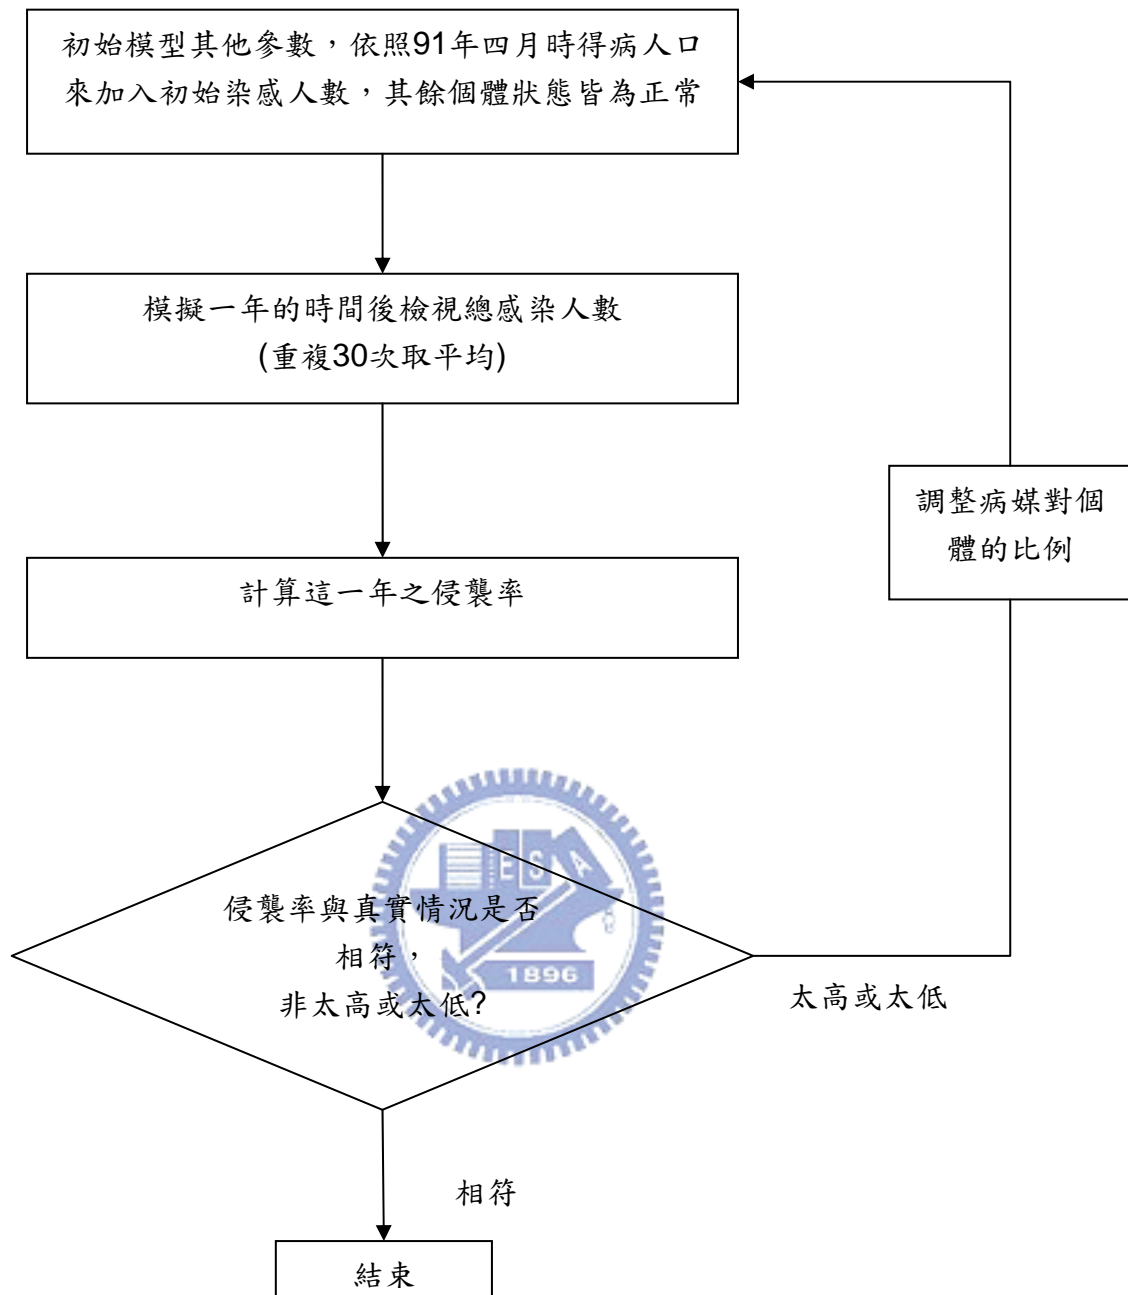 初始模型其他參數，依照91年四月時得病人口
來加入初始染感人數，其餘個體狀態皆為正常
模擬一年的時間後檢視總感染人數
(重複30次取平均)
調整病媒對個
體的比例
計算這一年之侵襲率
侵襲率與真實情況是否
相符，
非太高或太低?
ESA
1896
太高或太低
相符
結束